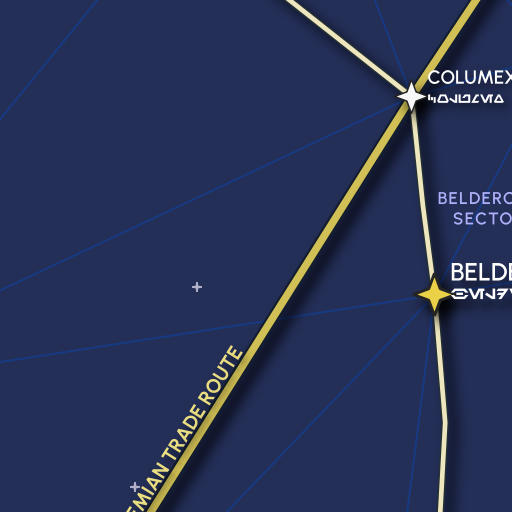 COLUMEX
BELDERO
SECTO
BELDE
EMIAN TRADE ROUTE